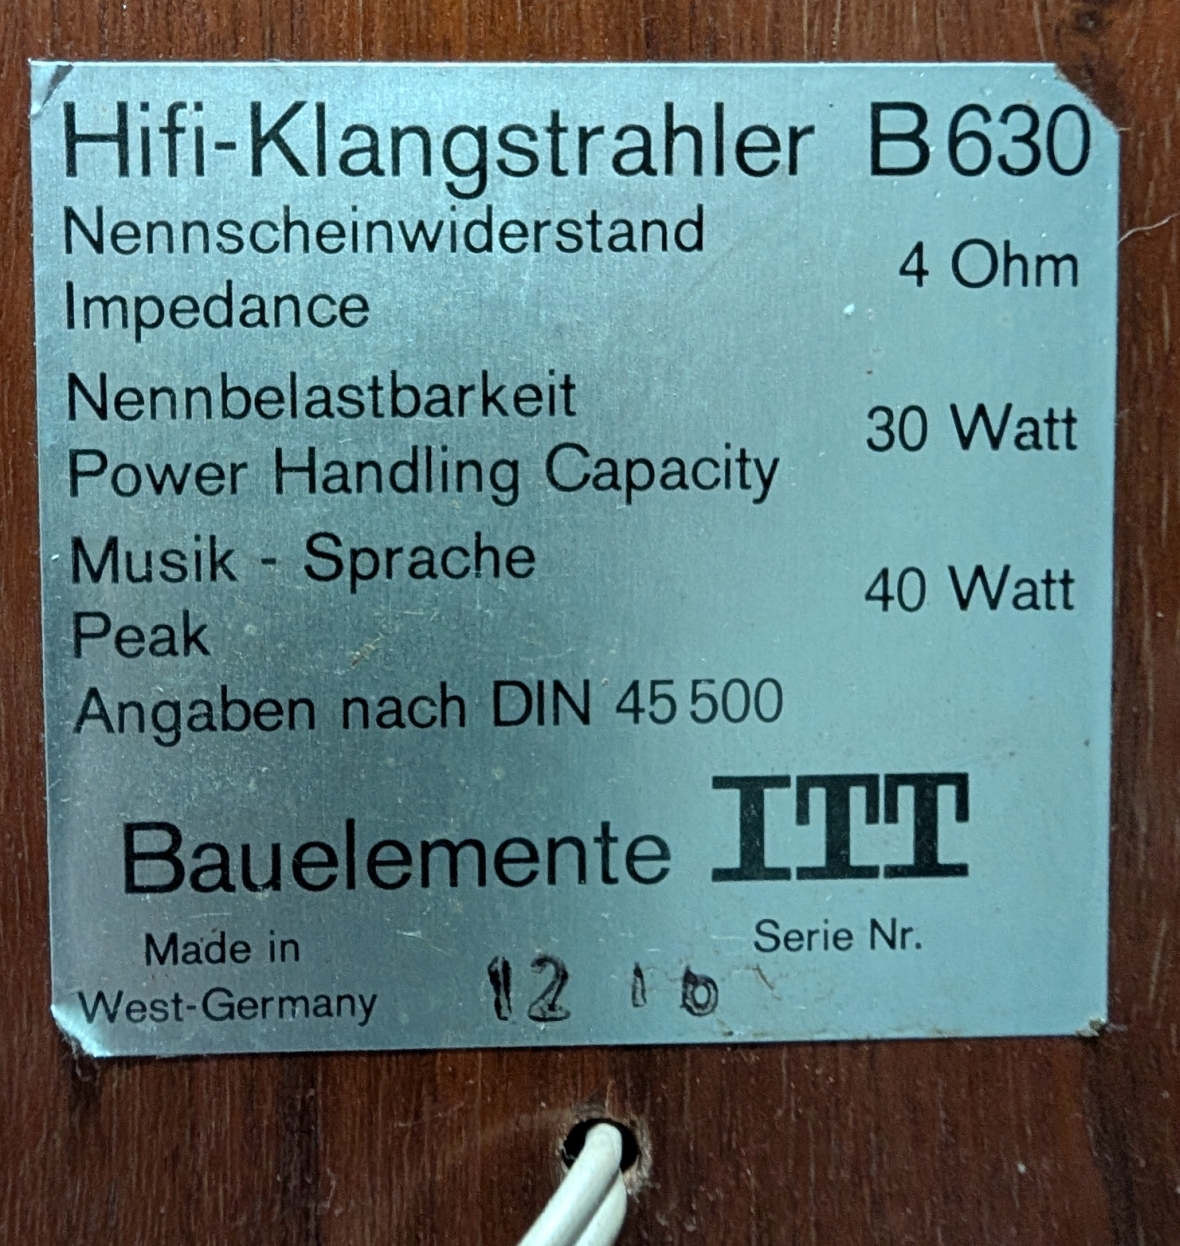 Hifi-Klangstrahler B630
Nennscheinwiderstand
4 Ohm
Impedance
Nennbelastbarkeit
30 Watt
Power Handling Capacity
Musik - Sprache
40 Watt
Peak
Angaben nach DIN 45 500
Bauelemente ITT
Made in
West-Germany
Serie Nr.
12